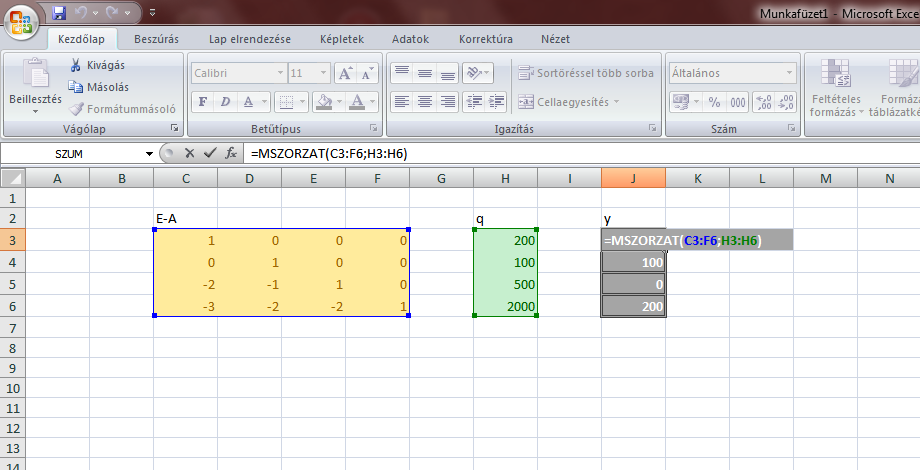 Munkafüzet1 - Microsoft Exce
Kezdőlap Beszúrás Lap elrendezése Képletek Adatok Korrektúra Nézet
Beillesztés Kivágás Másolás Formátummásoló
Calibri 11
F D A
Sortöréssel több sorba
Cellaegyesítés
Általános
% 000 ,00 ,00
Feltételes formázás
Formázá táblázatké
Vágólap Betűtípus Igazítás Szám
SZUM fx =MSZORZAT(C3:F6;H3:H6)
A B C D E F G H I J K L M N
1
2 E-A q y
3 1 0 0 0 200 =MSZORZAT(C3:F6;H3:H6)
4 0 1 0 0 100 100
5 -2 -1 1 0 500 0
6 -3 -2 -2 1 2000 200
7
8
9
10
11
12
13
14